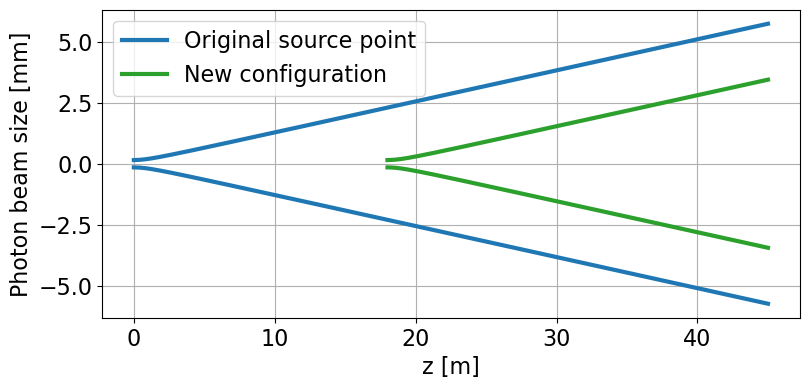 Original source point
New configuration
Photon beam size [mm]
5.0
2.5
0.0
−2.5
−5.0
0
10
20
30
40
z [m]